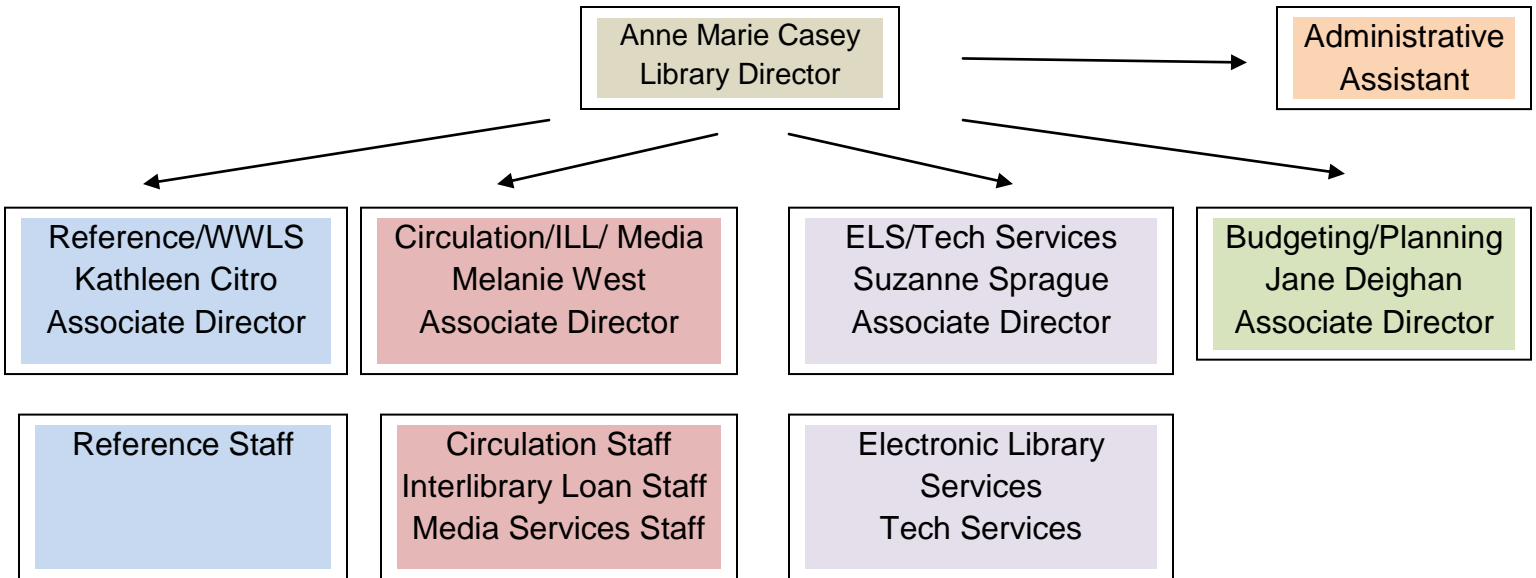 Anne Marie Casey
Library Director
Administrative
Assistant
Reference/WWLS
Kathleen Citro
Associate Director
Circulation/ILL/ Media
Melanie West
Associate Director
ELS/Tech Services
Suzanne Sprague
Associate Director
Budgeting/Planning
Jane Deighan
Associate Director
Reference Staff
Circulation Staff
Interlibrary Loan Staff
Media Services Staff
Electronic Library
Services
Tech Services